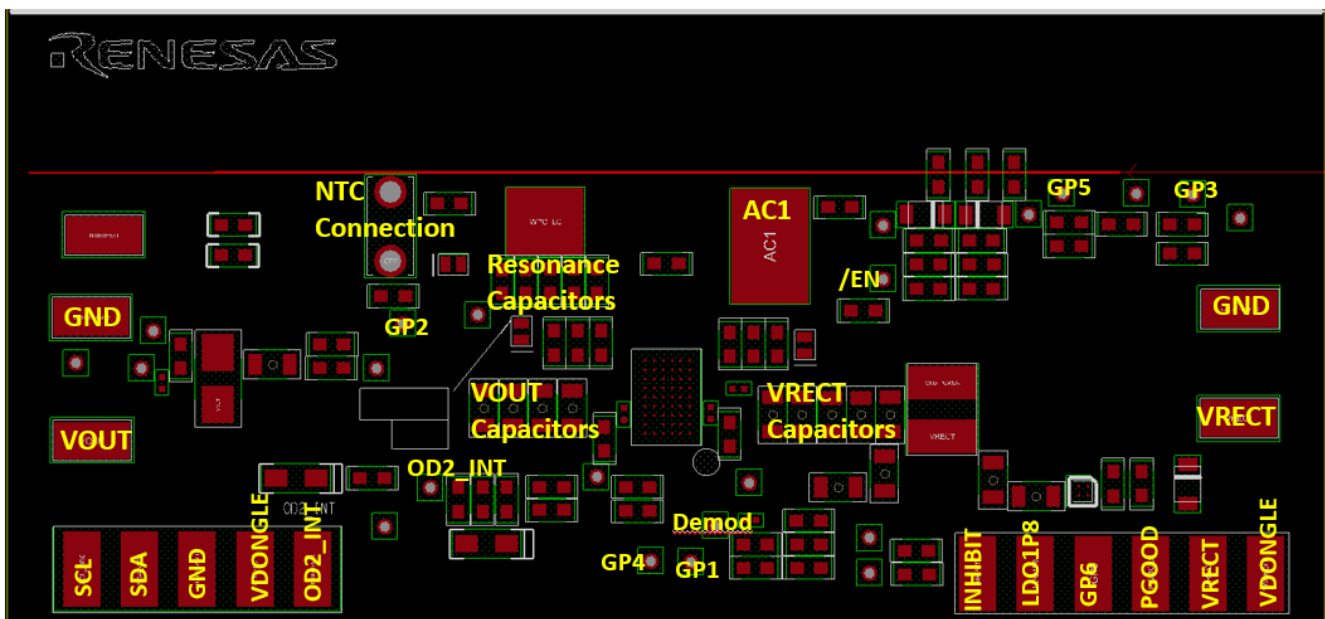 RENESAS
NTC
Connection
AC1
AC1
GP5
GP3
Resonance
Capacitors
/EN
GND
GP2
GND
VOUT
Capacitors
VRECT
Capacitors
VRECT
VOUT
VRECT
OD2_INT
OD2_INT
Demod
GP4
GP1
SCL
SDA
GND
VDONGLE
OD2_INT
INHIBIT
LDO1P8
GP6
PGOOD
VRECT
VDONGLE